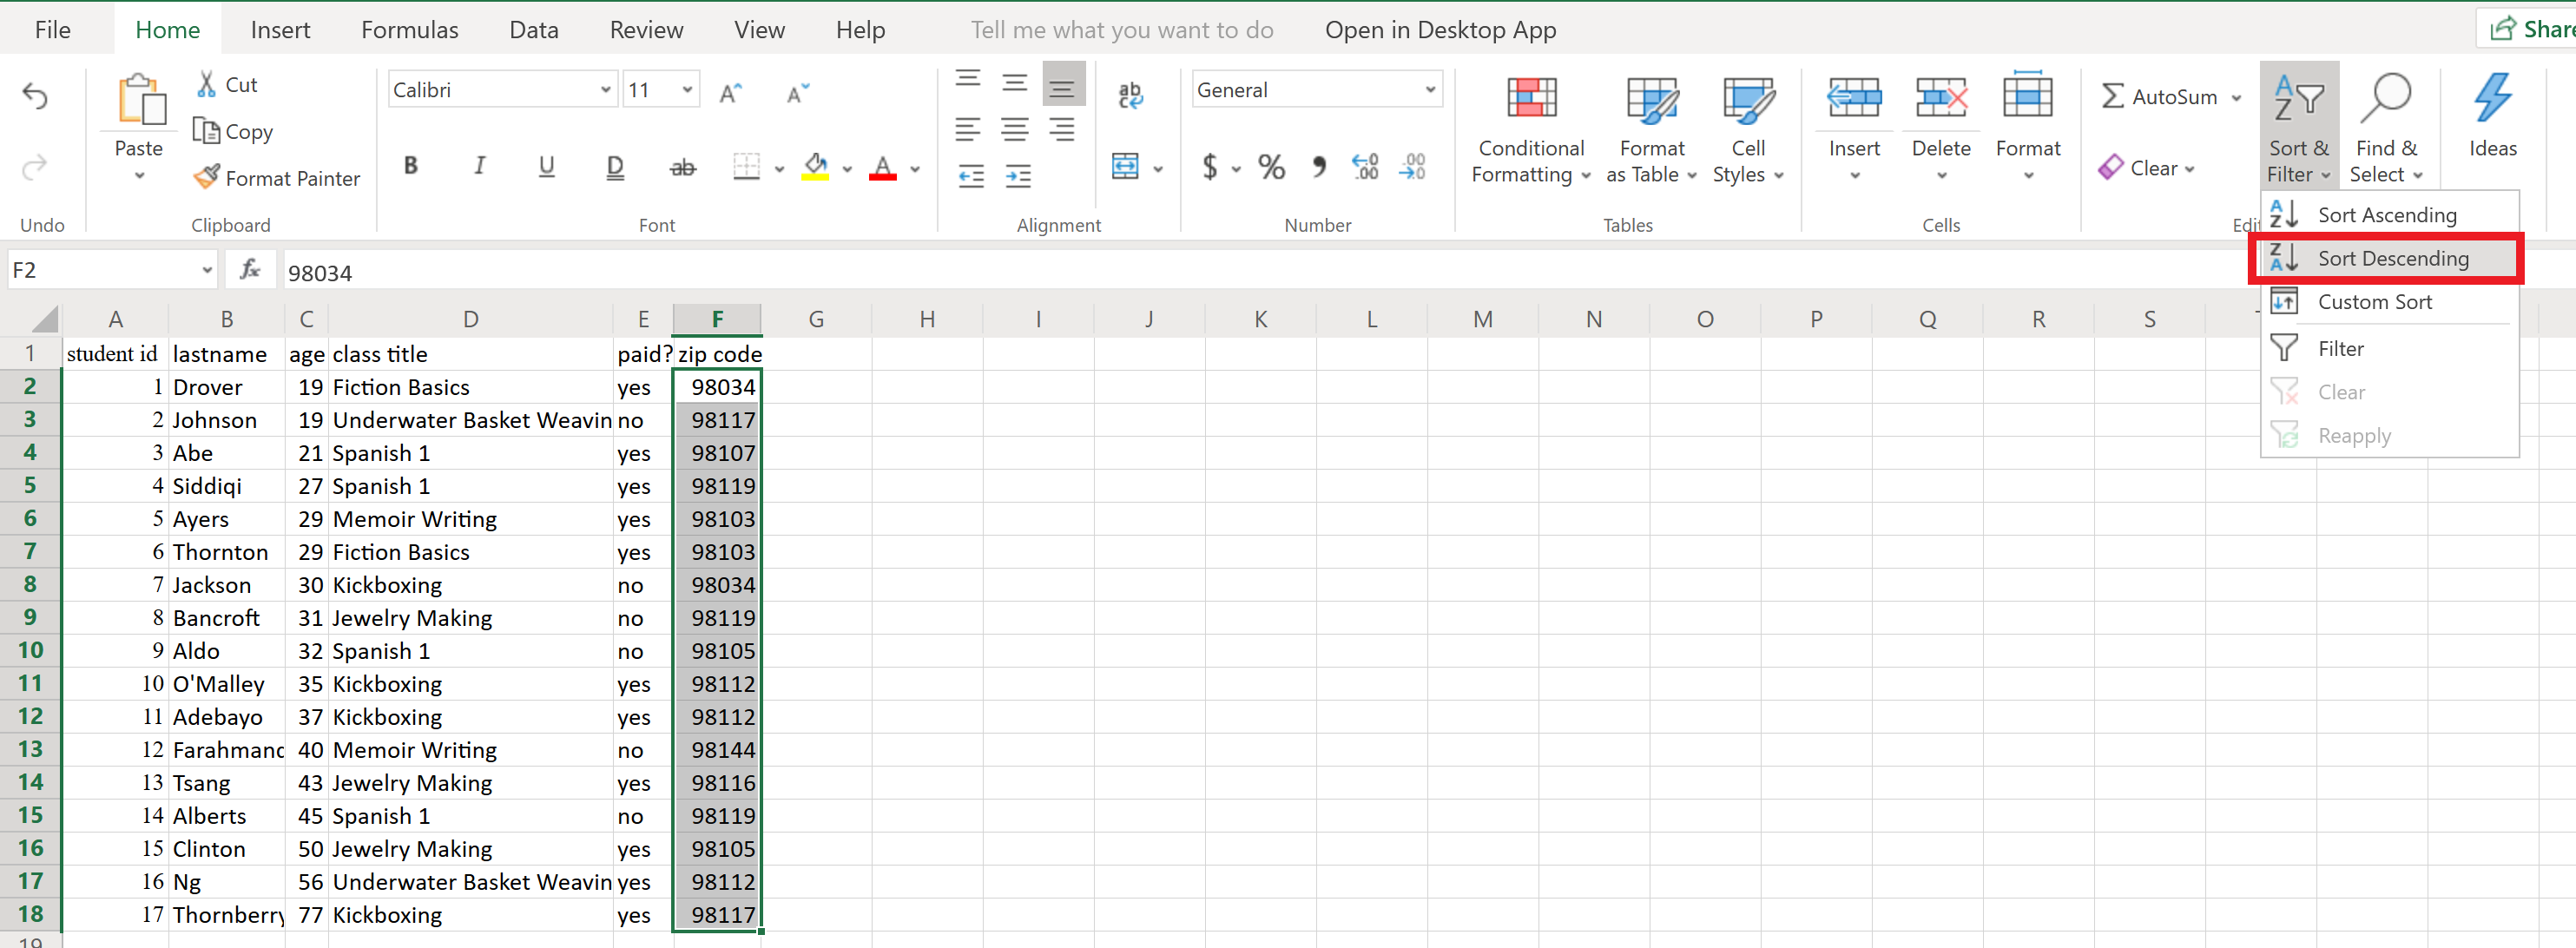 File Home Insert Formulas Data Review View Help Tell me what you want to do Open in Desktop App Share
Cut
Copy
Format Painter
Paste
Calibri 11
B I U D ab
General
$ % 9 .00
Conditional Formatting
Format as Table
Cell Styles
Insert Delete Format
AutoSum
Clear
Sort & Filter
Find & Select
Ideas
Undo Clipboard Font Alignment Number Tables Cells
Sort Ascending
Sort Descending
Custom Sort
Filter
Clear
Reapply
F2 fx 98034
A B C D E F G H I J K L M N O P Q R S
1 student id lastname age class title paid? zip code
2 1 Drover 19 Fiction Basics yes 98034
3 2 Johnson 19 Underwater Basket Weavin no 98117
4 3 Abe 21 Spanish 1 yes 98107
5 4 Siddiqi 27 Spanish 1 yes 98119
6 5 Ayers 29 Memoir Writing yes 98103
7 6 Thornton 29 Fiction Basics yes 98103
8 7 Jackson 30 Kickboxing no 98034
9 8 Bancroft 31 Jewelry Making no 98119
10 9 Aldo 32 Spanish 1 no 98105
11 10 O'Malley 35 Kickboxing yes 98112
12 11 Adebayo 37 Kickboxing yes 98112
13 12 Farahmand 40 Memoir Writing no 98144
14 13 Tsang 43 Jewelry Making yes 98116
15 14 Alberts 45 Spanish 1 no 98119
16 15 Clinton 50 Jewelry Making yes 98105
17 16 Ng 56 Underwater Basket Weavin yes 98112
18 17 Thornberry 77 Kickboxing yes 98117
19